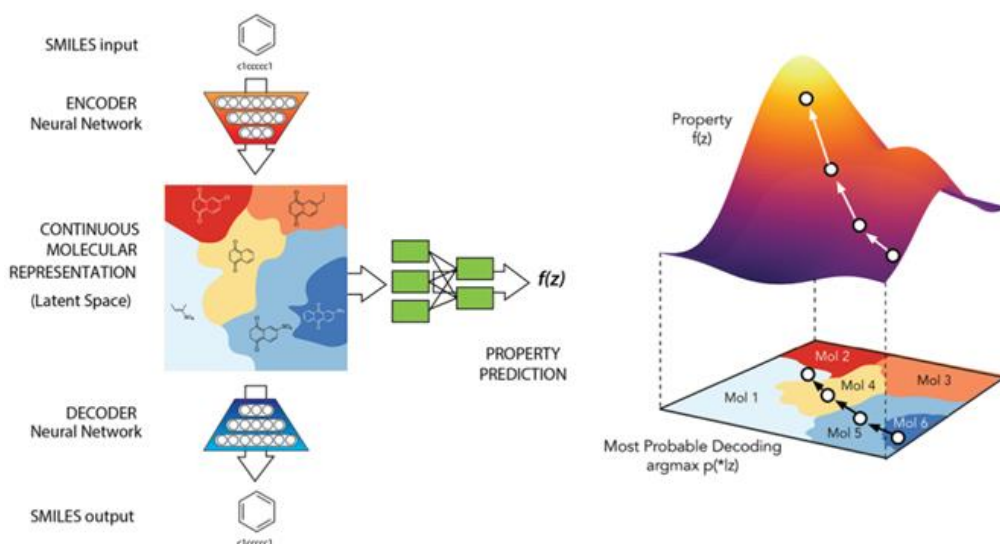 SMILES input
c1ccccc1
ENCODER
Neural Network
CONTINUOUS
MOLECULAR
REPRESENTATION
(Latent Space)
f(z)
PROPERTY
PREDICTION
DECODER
Neural Network
SMILES output
c1ccccc1
Property
f(z)
Mol 2
Mol 3
Mol 4
Mol 1
Mol 5
Mol 6
Most Probable Decoding
argmax p(*|z)